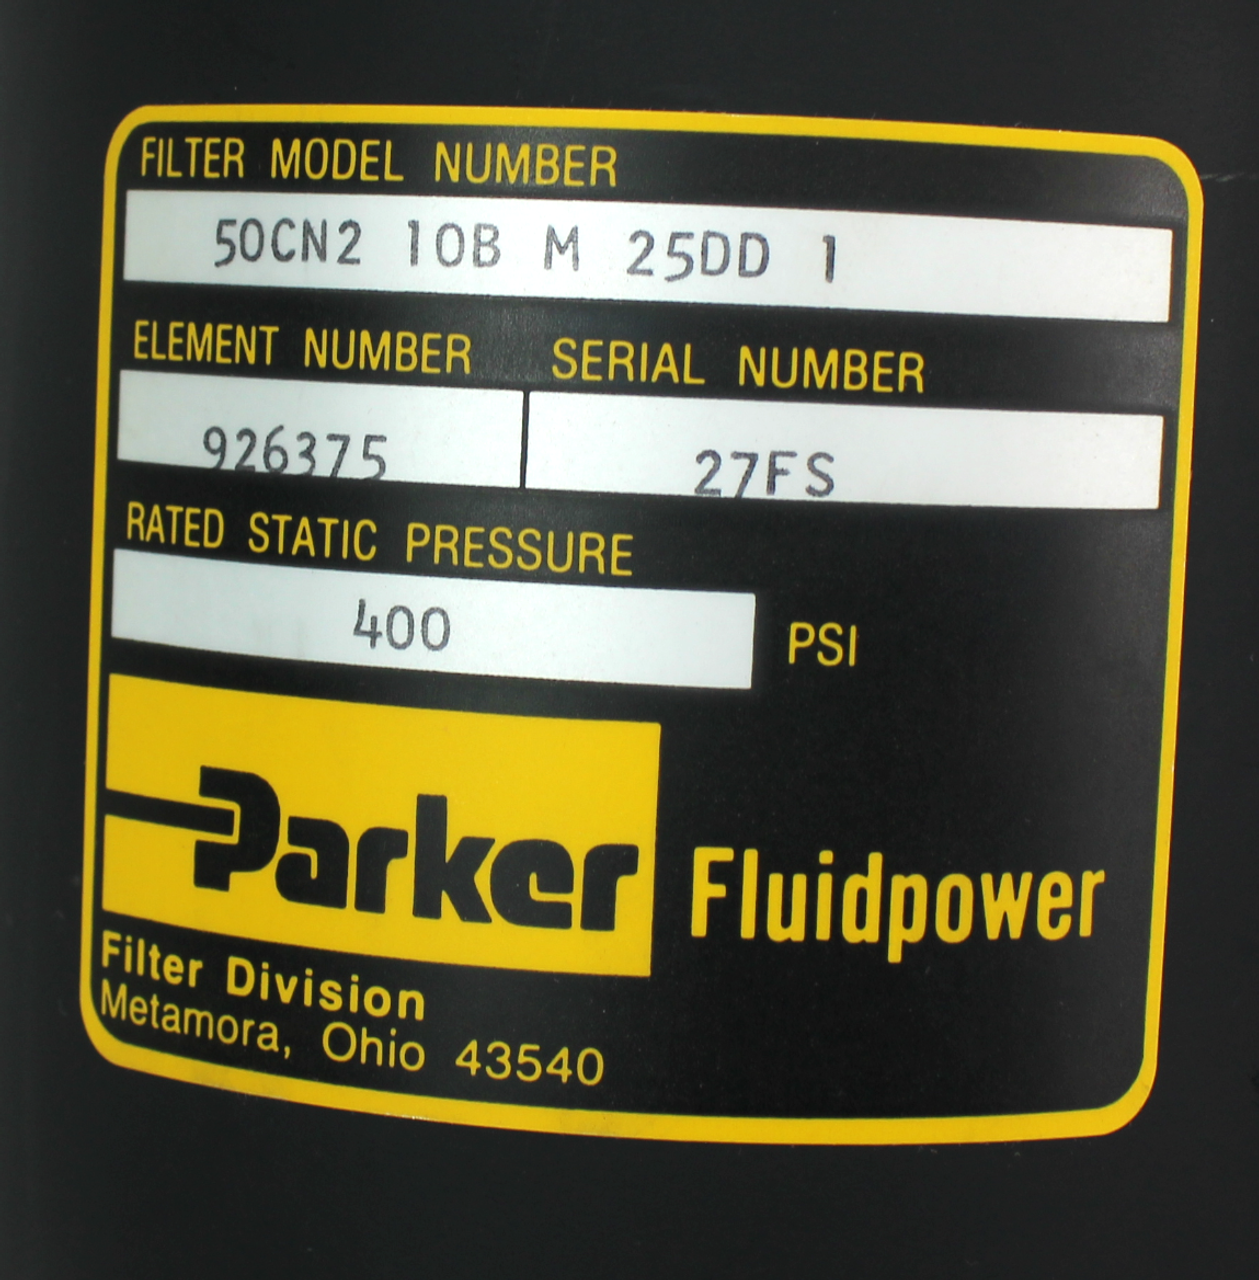 FILTER MODEL NUMBER
50CN2 10B M 25DD 1
ELEMENT NUMBER SERIAL NUMBER
926375 27FS
RATED STATIC PRESSURE
400 PSI
Parker Fluidpower
Filter Division
Metamora, Ohio 43540